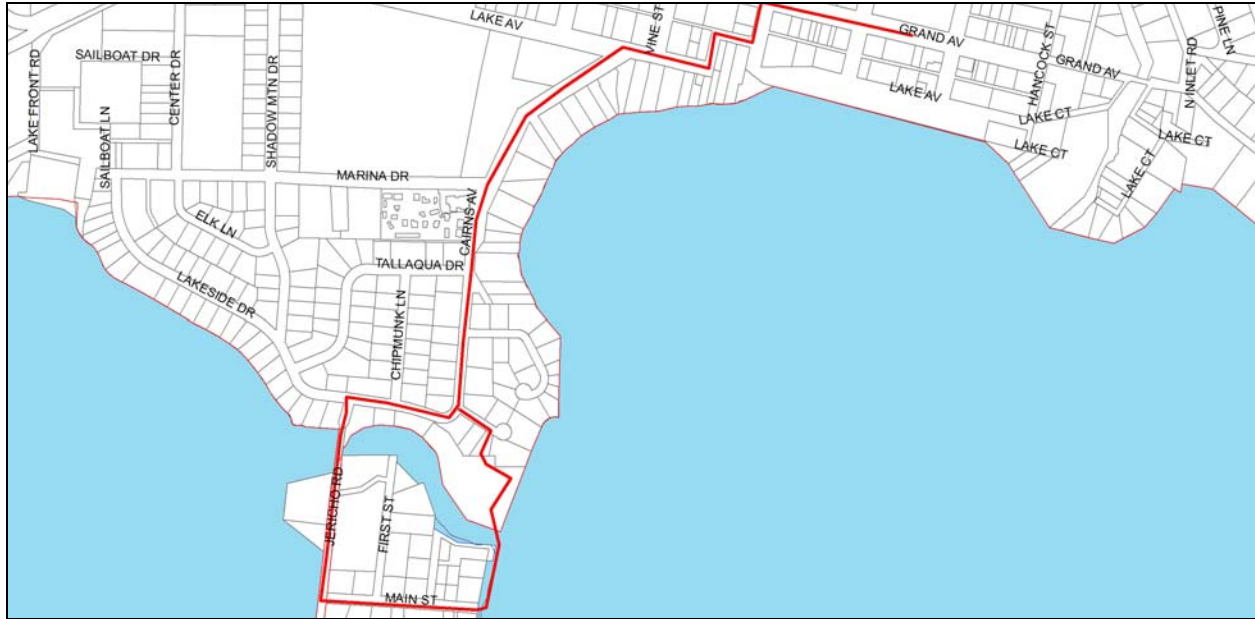 LAKE AV
VINE ST
GRAND AV
HANCOCK ST
PINE LN
SAILBOAT DR
CENTER DR
LAKE FRONT RD
SHADOW MTN DR
GRAND AV
N INLET RD
LAKE AV
LAKE CT
LAKE CT
LAKE CT
LAKE CT
SAILBOAT LN
MARINA DR
CAIRNS AV
ELK LN
TALLAQUA DR
LAKESIDE DR
CHIPMUNK LN
JERICHO RD
FIRST ST
MAIN ST